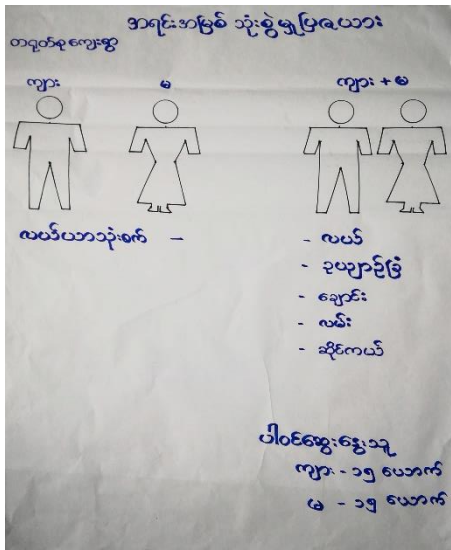 အရင်းအမြစ် သုံးစွဲမှုပြဇယား
တရုတ်စုကျေးရွာ
ကျား မ ကျား + မ
လယ်ယာသုံးစက် –
- လယ်
- ဥယျာဉ်ခြံ
- ချောင်း
- လမ်း
- ဆိုင်ကယ်
ပါဝင်ဆွေးနွေးသူ
ကျား - ၁၅ ယောက်
မ - ၁၅ ယောက်